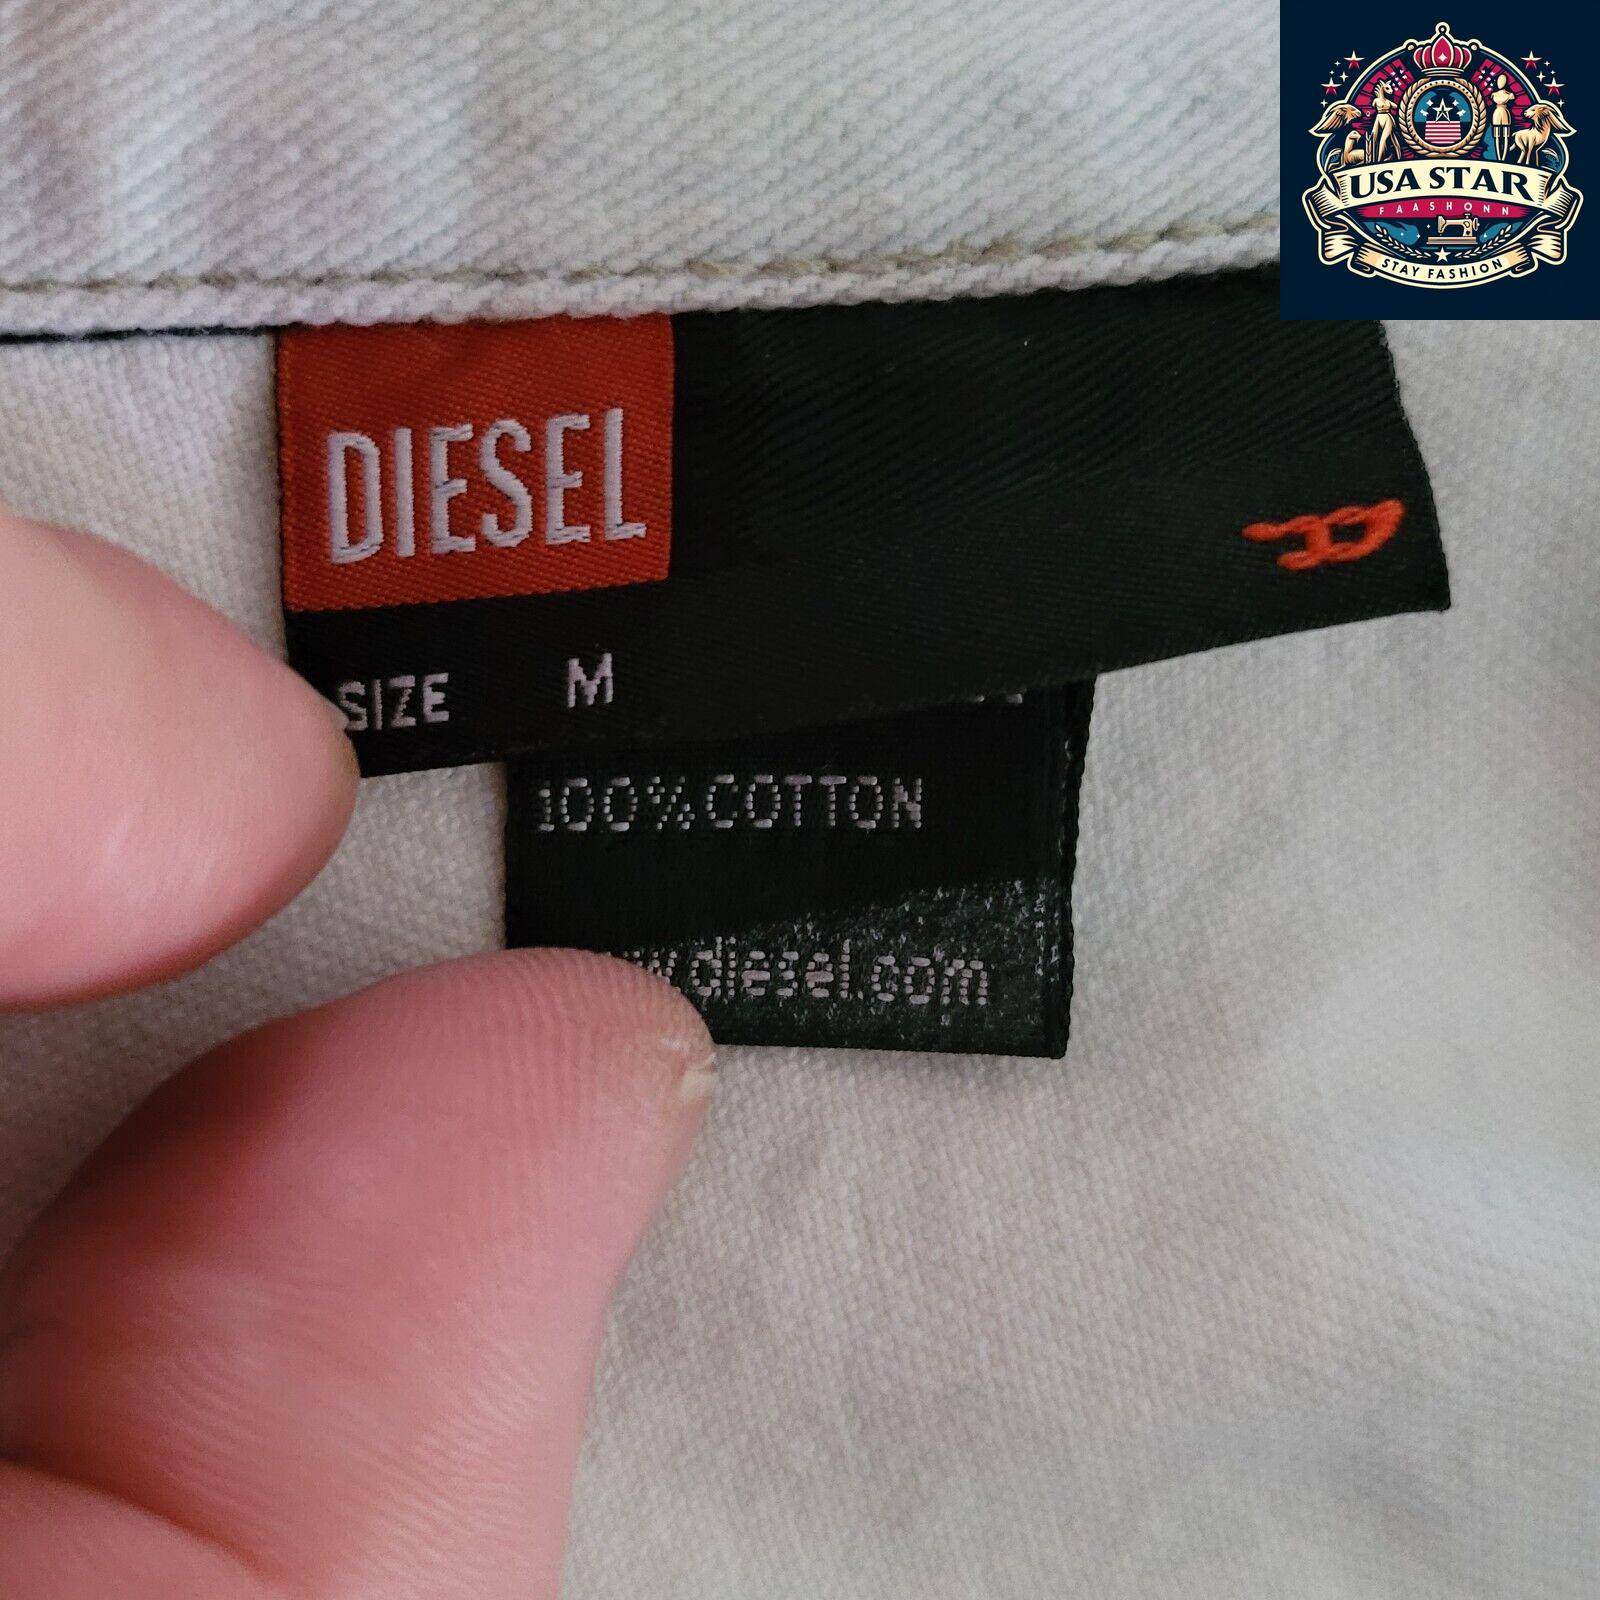 USA STAR
FAASHONN
STAY FASHION
DIESEL
SIZE M
100% COTTON
.diesel.com